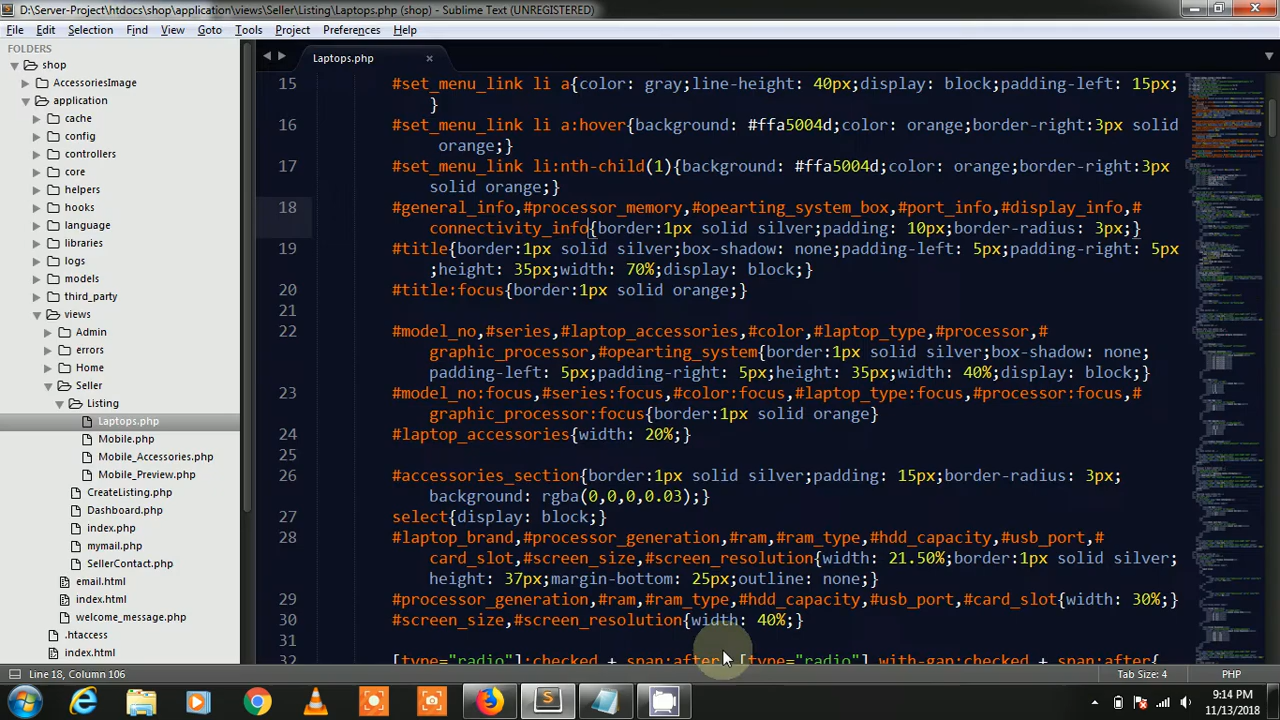 D:\Server-Project\htdocs\shop\application\views\Seller\Listing\Laptops.php (shop) - Sublime Text (UNREGISTERED)
File Edit Selection Find View Goto Tools Project Preferences Help
FOLDERS
shop
AccessoriesImage
application
cache
config
controllers
core
helpers
hooks
language
libraries
logs
models
third_party
views
Admin
errors
Home
Seller
Listing
Laptops.php
Mobile.php
Mobile_Accessories.php
Mobile_Preview.php
CreateListing.php
Dashboard.php
index.php
mymail.php
SellerContact.php
email.html
index.html
welcome_message.php
.htaccess
index.html
Laptops.php
15 #set_menu_link li a{color: gray;line-height: 40px;display: block;padding-left: 15px;
}
16 #set_menu_link li a:hover{background: #ffa5004d;color: orange;border-right:3px solid
orange;}
17 #set_menu_link li:nth-child(1){background: #ffa5004d;color: orange;border-right:3px
solid orange;}
18 #general_info,#processor_memory,#opearting_system_box,#port_info,#display_info,#
connectivity_info{border:1px solid silver;padding: 10px;border-radius: 3px;}
19 #title{border:1px solid silver;box-shadow: none;padding-left: 5px;padding-right: 5px
;height: 35px;width: 70%;display: block;}
20 #title:focus{border:1px solid orange;}
21
22 #model_no,#series,#laptop_accessories,#color,#laptop_type,#processor,#
graphic_processor,#opearting_system{border:1px solid silver;box-shadow: none;
padding-left: 5px;padding-right: 5px;height: 35px;width: 40%;display: block;}
23 #model_no:focus,#series:focus,#color:focus,#laptop_type:focus,#processor:focus,#
graphic_processor:focus{border:1px solid orange}
24 #laptop_accessories{width: 20%;}
25
26 #accessories_section{border:1px solid silver;padding: 15px;border-radius: 3px;
background: rgba(0,0,0,0.03);}
27 select{display: block;}
28 #laptop_brand,#processor_generation,#ram,#ram_type,#hdd_capacity,#usb_port,#
card_slot,#screen_size,#screen_resolution{width: 21.50%;border:1px solid silver;
height: 37px;margin-bottom: 25px;outline: none;}
29 #processor_generation,#ram,#ram_type,#hdd_capacity,#usb_port,#card_slot{width: 30%;}
30 #screen_size,#screen_resolution{width: 40%;}
31
32 [type="radio"]:checked + span:after, [type="radio"].with-gap:checked + span:after{
Line 18, Column 106
Tab Size: 4
PHP
9:14 PM
11/13/2018